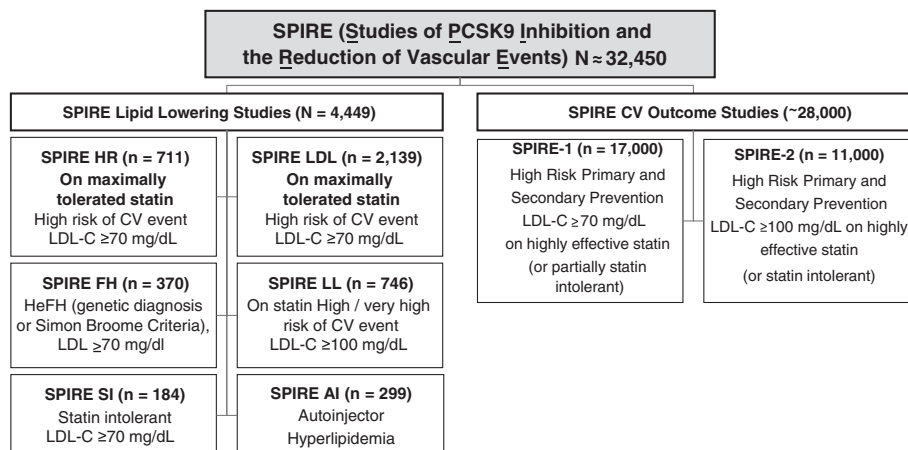 SPIRE (Studies of PCSK9 Inhibition and
the Reduction of Vascular Events) N ≈ 32,450
SPIRE Lipid Lowering Studies (N = 4,449)
SPIRE HR (n = 711)
On maximally
tolerated statin
High risk of CV event
LDL-C ≥70 mg/dL
SPIRE LDL (n = 2,139)
On maximally
tolerated statin
High risk of CV event
LDL-C ≥70 mg/dL
SPIRE FH (n = 370)
HeFH (genetic diagnosis
or Simon Broome Criteria),
LDL ≥70 mg/dl
SPIRE LL (n = 746)
On statin High / very high
risk of CV event
LDL-C ≥100 mg/dL
SPIRE SI (n = 184)
Statin intolerant
LDL-C ≥70 mg/dL
SPIRE AI (n = 299)
Autoinjector
Hyperlipidemia
SPIRE CV Outcome Studies (~28,000)
SPIRE-1 (n = 17,000)
High Risk Primary and
Secondary Prevention
LDL-C ≥70 mg/dL
on highly effective statin
(or partially statin
intolerant)
SPIRE-2 (n = 11,000)
High Risk Primary and
Secondary Prevention
LDL-C ≥100 mg/dL on highly
effective statin
(or statin intolerant)